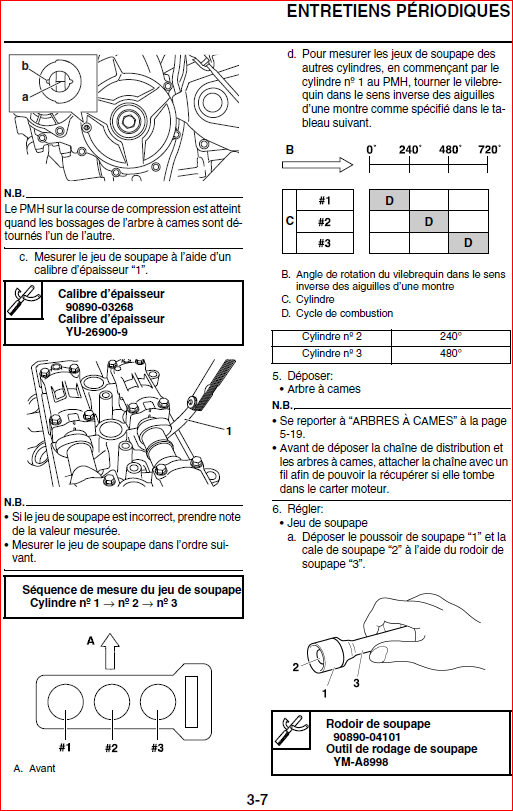 ENTRETIENS PÉRIODIQUES
b
a
N.B.
Le PMH sur la course de compression est atteint
quand les bossages de l'arbre à cames sont dé-
tournés l'un de l'autre.
c. Mesurer le jeu de soupape à l'aide d'un
calibre d'épaisseur “1”.
Calibre d'épaisseur
90890-03268
Calibre d'épaisseur
YU-26900-9
1
N.B.
• Si le jeu de soupape est incorrect, prendre note
de la valeur mesurée.
• Mesurer le jeu de soupape dans l'ordre sui-
vant.
Séquence de mesure du jeu de soupape
Cylindre nº 1 → nº 2 → nº 3
A
#1 #2 #3
A. Avant
d. Pour mesurer les jeux de soupape des
autres cylindres, en commençant par le
cylindre nº 1 au PMH, tourner le vilebre-
quin dans le sens inverse des aiguilles
d'une montre comme spécifié dans le ta-
bleau suivant.
B 0˚ 240˚ 480˚ 720˚
C
#1 D
#2 D
#3 D
B. Angle de rotation du vilebrequin dans le sens
inverse des aiguilles d'une montre
C. Cylindre
D. Cycle de combustion
Cylindre nº 2 240°
Cylindre nº 3 480°
5. Déposer:
• Arbre à cames
N.B.
• Se reporter à “ARBRES À CAMES” à la page
5-19.
• Avant de déposer la chaîne de distribution et
les arbres à cames, attacher la chaîne avec un
fil afin de pouvoir la récupérer si elle tombe
dans le carter moteur.
6. Régler:
• Jeu de soupape
a. Déposer le poussoir de soupape “1” et la
cale de soupape “2” à l'aide du rodoir de
soupape “3”.
2
1
3
Rodoir de soupape
90890-04101
Outil de rodage de soupape
YM-A8998
3-7